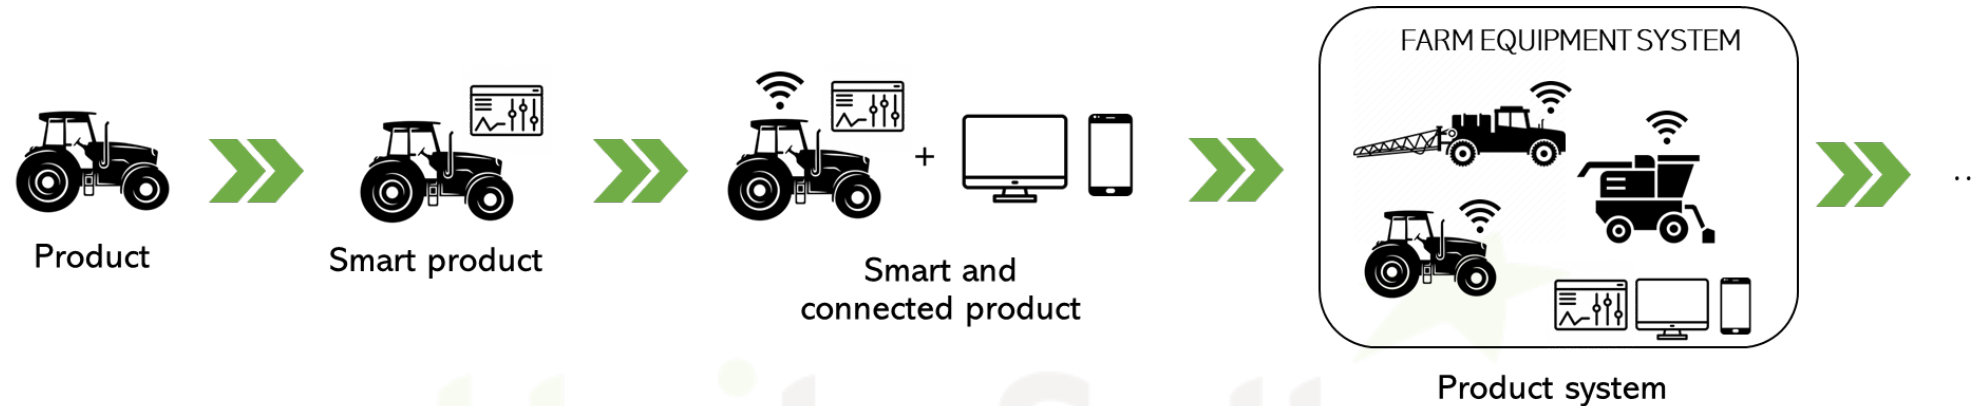 FARM EQUIPMENT SYSTEM
+
Product
Smart product
Smart and
connected product
Product system
..